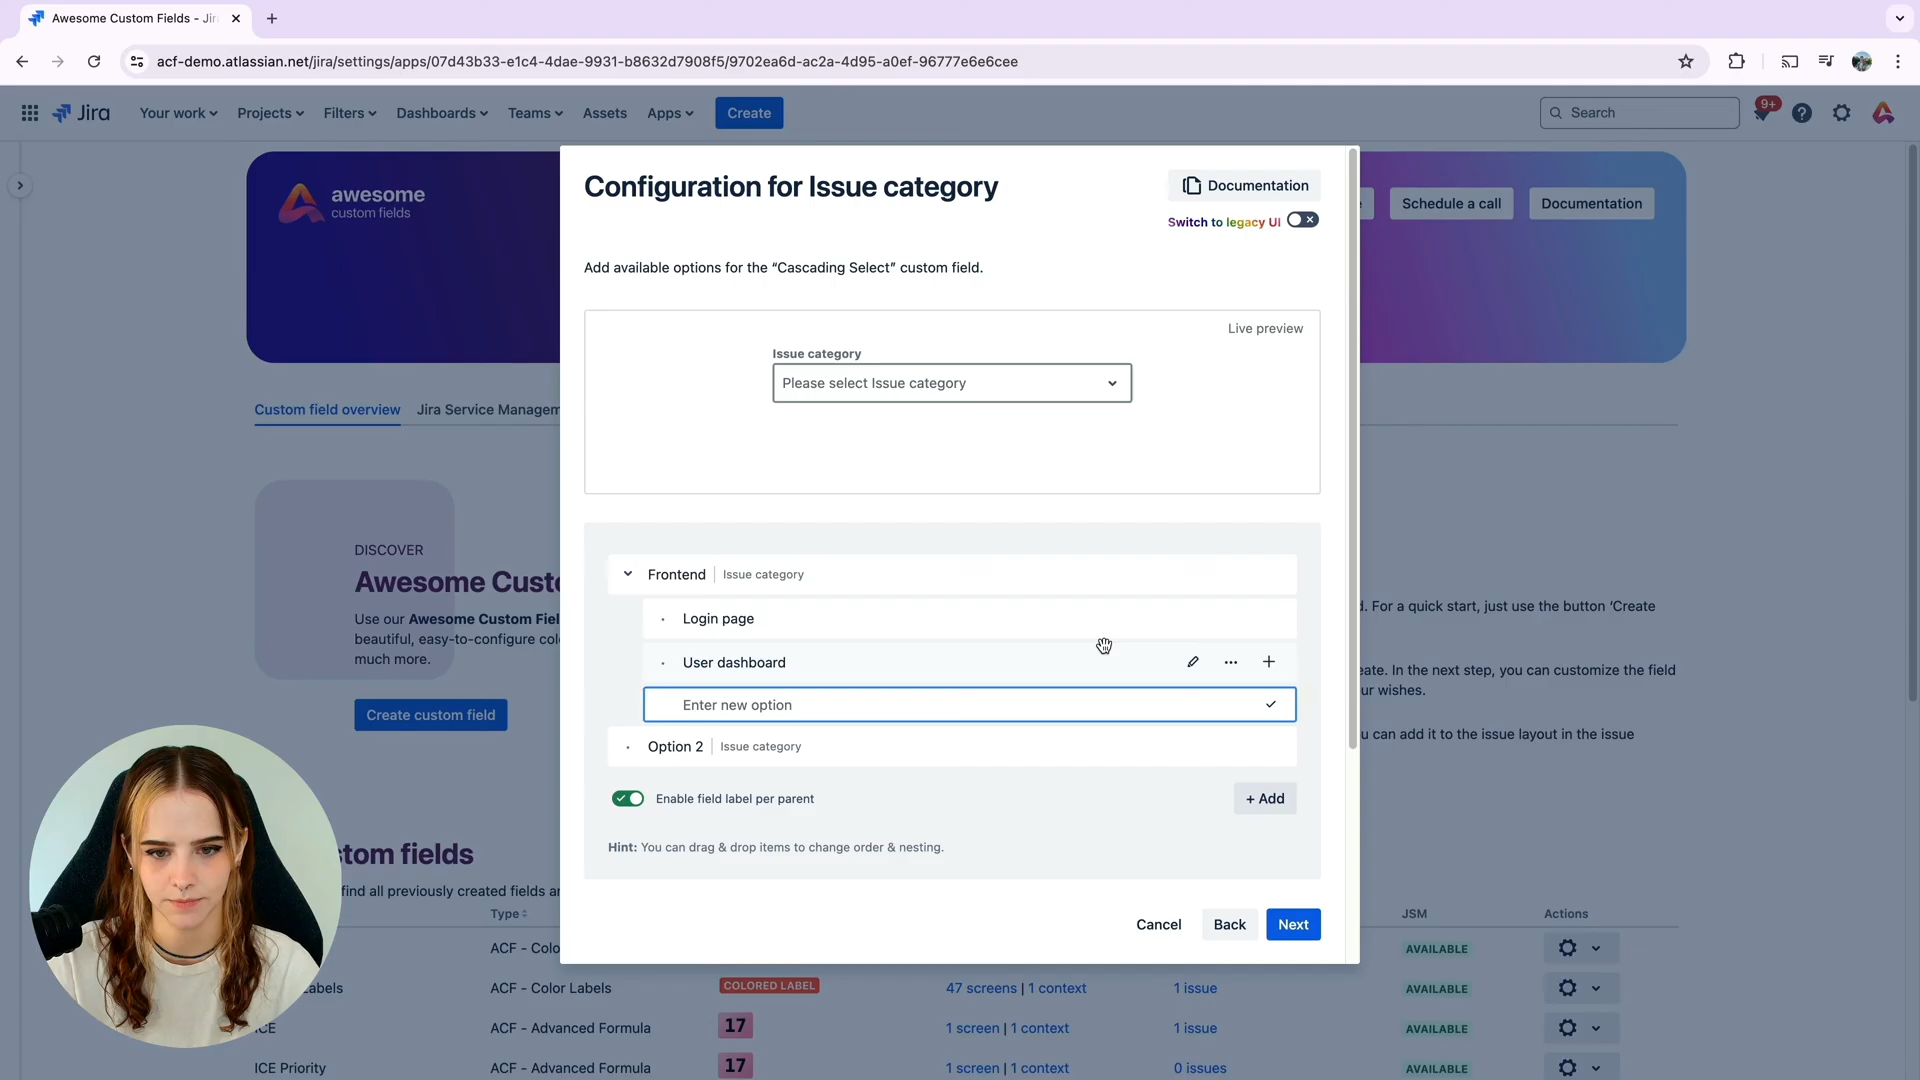 Awesome Custom Fields - Jir
acf-demo.atlassian.net/jira/settings/apps/07d43b33-e1c4-4dae-9931-b8632d7908f5/9702ea6d-ac2a-4d95-a0ef-96777e6e6cee
Jira
Your work
Projects
Filters
Dashboards
Teams
Assets
Apps
Create
Search
9+
awesome
custom fields
Schedule a call
Documentation
Custom field overview
Jira Service Managem
DISCOVER
Awesome Custo
Use our Awesome Custom Fiel
beautiful, easy-to-configure col
much more.
Create custom field
d. For a quick start, just use the button ‘Create
eate. In the next step, you can customize the field
ur wishes.
u can add it to the issue layout in the issue
Configuration for Issue category
Documentation
Switch to legacy UI
Add available options for the “Cascading Select” custom field.
Live preview
Issue category
Please select Issue category
Frontend
Issue category
Login page
User dashboard
Enter new option
Option 2
Issue category
Enable field label per parent
+ Add
Hint: You can drag & drop items to change order & nesting.
Cancel
Back
Next
stom fields
find all previously created fields a
Type
JSM
Actions
ACF - Colo
AVAILABLE
abels
ACF - Color Labels
COLORED LABEL
47 screens | 1 context
1 issue
AVAILABLE
ICE
ACF - Advanced Formula
17
1 screen | 1 context
1 issue
AVAILABLE
ICE Priority
ACF - Advanced Formula
17
1 screen | 1 context
0 issues
AVAILABLE